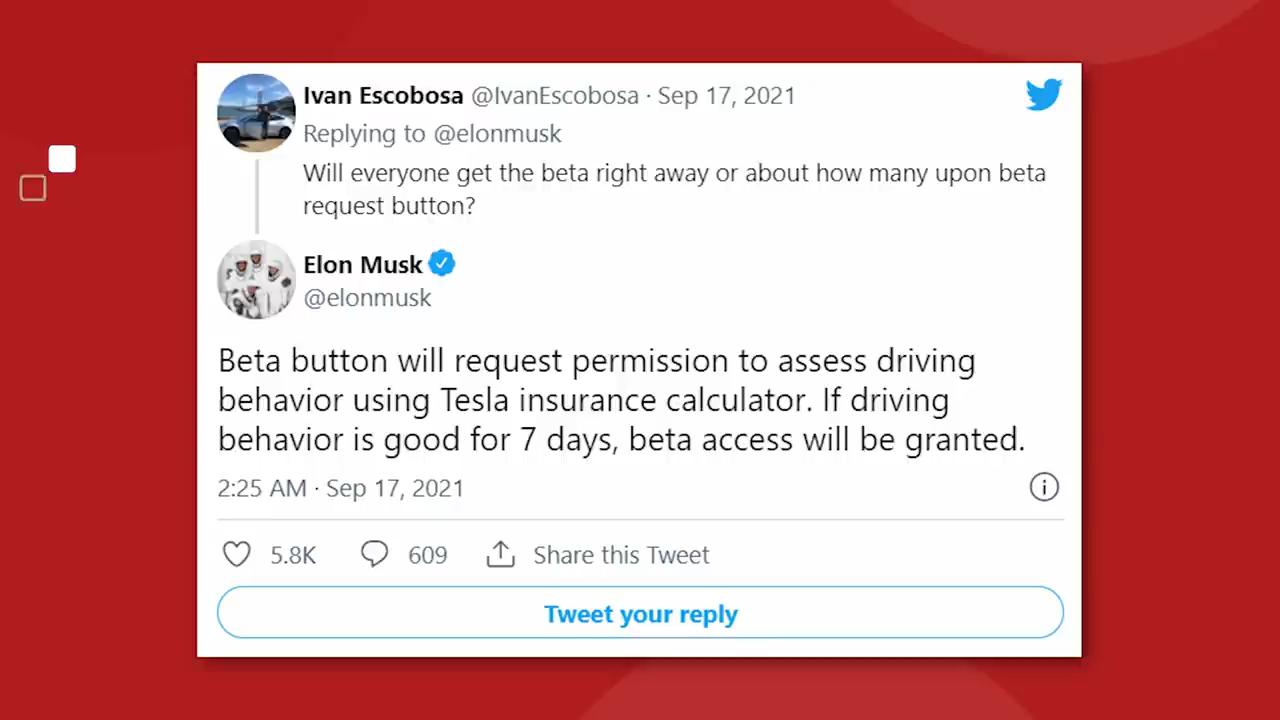 Ivan Escobosa @IvanEscobosa · Sep 17, 2021
Replying to @elonmusk
Will everyone get the beta right away or about how many upon beta
request button?
Elon Musk
@elonmusk
Beta button will request permission to assess driving
behavior using Tesla insurance calculator. If driving
behavior is good for 7 days, beta access will be granted.
2:25 AM · Sep 17, 2021
5.8K 609 Share this Tweet
Tweet your reply